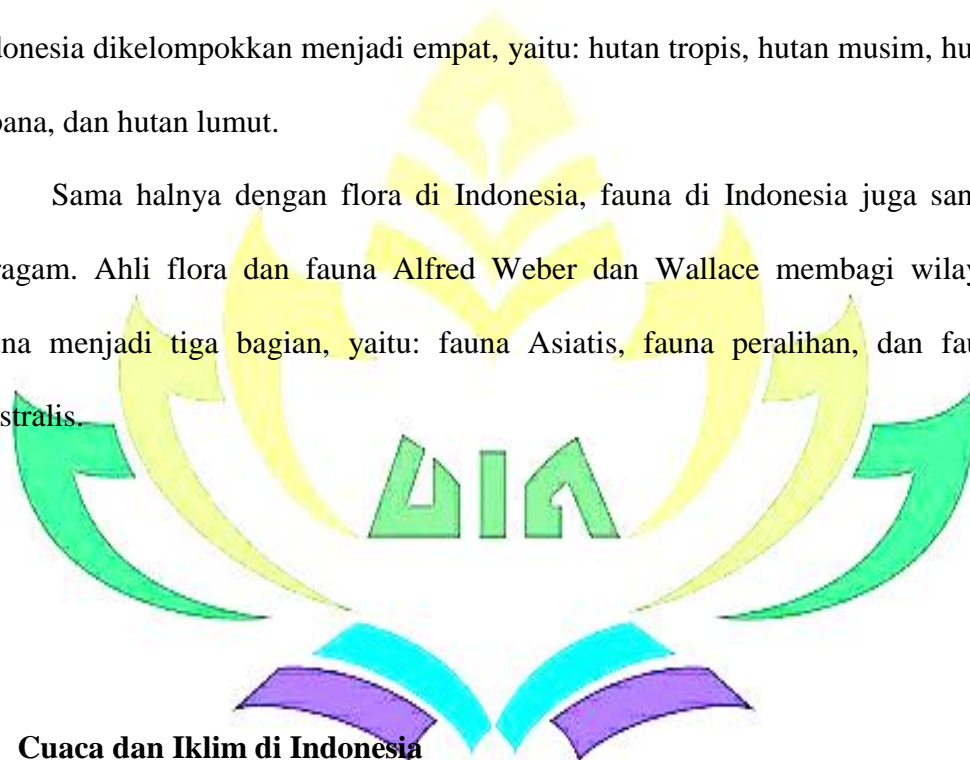 donesia dikelompokkan menjadi empat, yaitu: hutan tropis, hutan musim, hu
bana, dan hutan lumut.
Sama halnya dengan flora di Indonesia, fauna di Indonesia juga san
ragam. Ahli flora dan fauna Alfred Weber dan Wallace membagi wilay
na menjadi tiga bagian, yaitu: fauna Asiatis, fauna peralihan, dan fau
stralis.
UIN
Cuaca dan Iklim di Indonesia